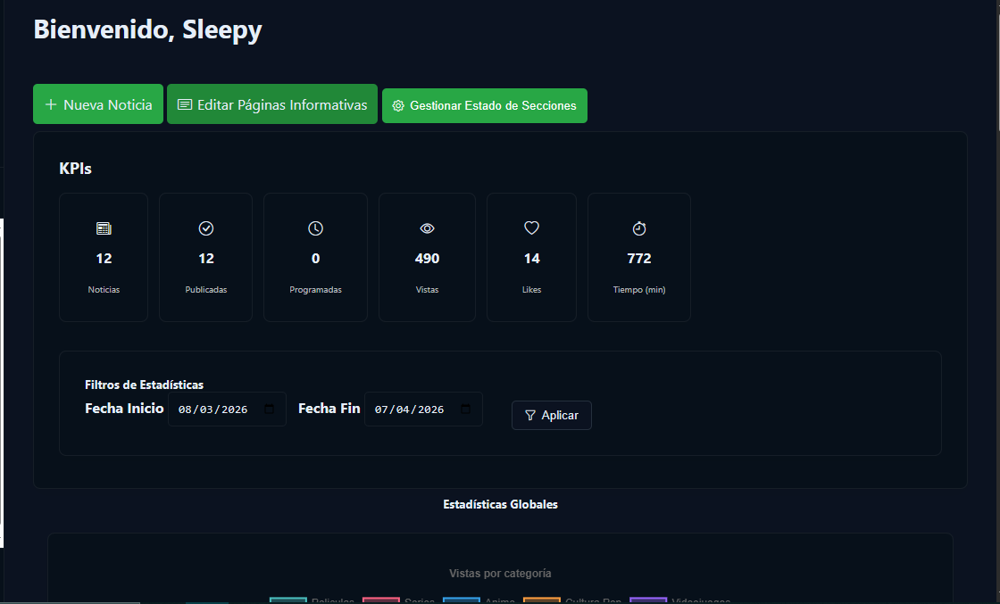 Bienvenido, Sleepy
Nueva Noticia
Editar Páginas Informativas
Gestionar Estado de Secciones
KPIs
12
Noticias
12
Publicadas
0
Programadas
490
Vistas
14
Likes
772
Tiempo (min)
Filtros de Estadísticas
Fecha Inicio 08/03/2026 Fecha Fin 07/04/2026 Aplicar
Estadísticas Globales
Vistas por categoría
Películas Series Anime Cultura Pop Videojuegos